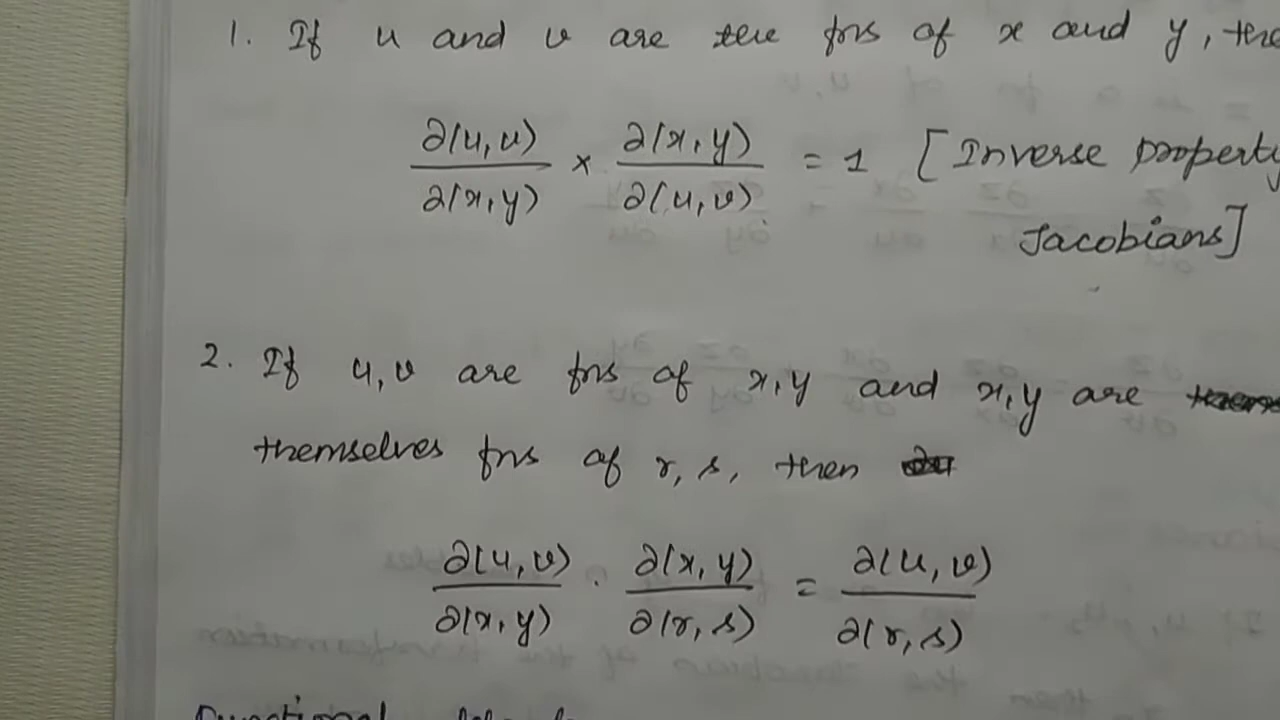 1. If u and v are the fns of x and y, the
∂(u,v)/∂(x,y) × ∂(x,y)/∂(u,v) = 1 [Inverse property
Jacobians]
2. If u,v are fns of x,y and x,y are
themselves fns of r, s, then
∂(u,v)/∂(x,y) · ∂(x,y)/∂(r,s) = ∂(u,v)/∂(r,s)
Functional